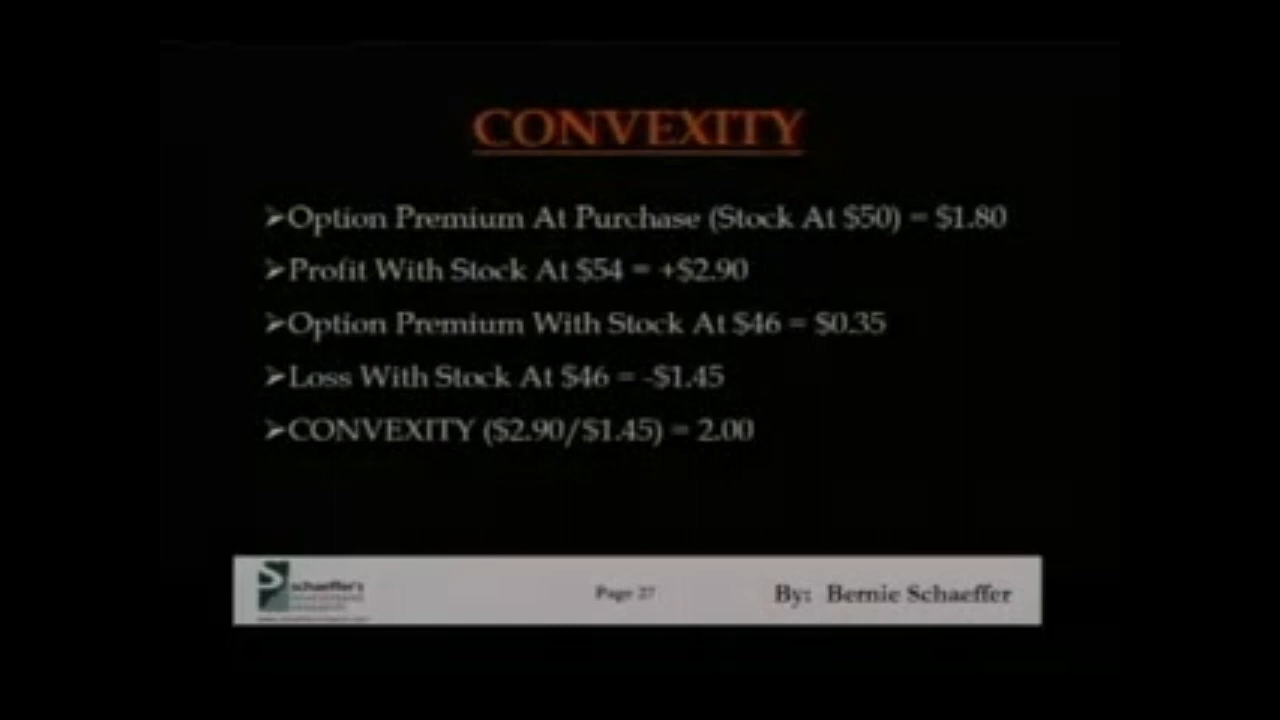 CONVEXITY
➢Option Premium At Purchase (Stock At $50) = $1.80
➢Profit With Stock At $54 = +$2.90
➢Option Premium With Stock At $46 = $0.35
➢Loss With Stock At $46 = -$1.45
➢CONVEXITY ($2.90/$1.45) = 2.00
schaeffer's
Page 27
By: Bernie Schaeffer